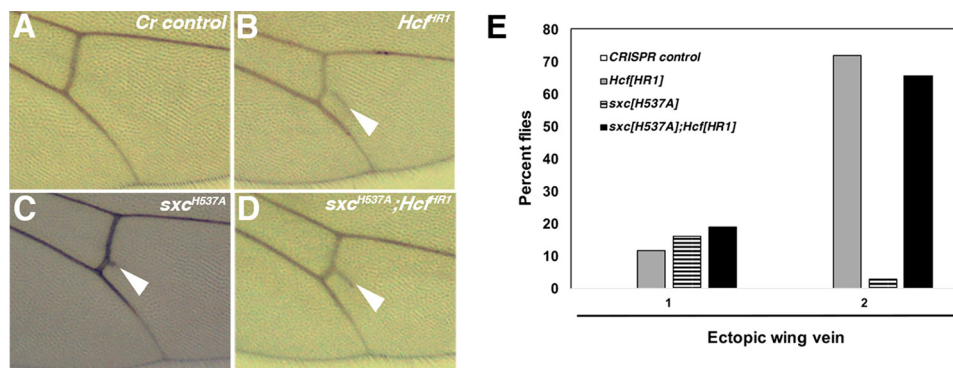 A Cr control
B Hcf^HR1
C sxc^H537A
D sxc^H537A;Hcf^HR1
E
80
70
60
50
40
30
20
10
0
Percent flies
CRISPR control
Hcf[HR1]
sxc[H537A]
sxc[H537A];Hcf[HR1]
1 2
Ectopic wing vein